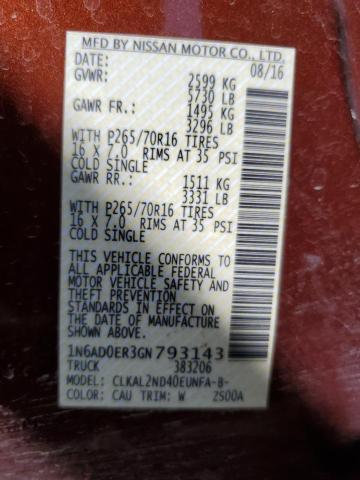 MFD BY NISSAN MOTOR CO., LTD.
DATE: 08/16
GVWR: 2599 KG
5730 LB
GAWR FR.: 1495 KG
3296 LB
WITH P265/70R16 TIRES
16 X 7.0 RIMS AT 35 PSI
COLD SINGLE
GAWR RR.: 1511 KG
3331 LB
WITH P265/70R16 TIRES
16 X 7.0 RIMS AT 35 PSI
COLD SINGLE
THIS VEHICLE CONFORMS TO
ALL APPLICABLE FEDERAL
MOTOR VEHICLE SAFETY AND
THEFT PREVENTION
STANDARDS IN EFFECT ON
THE DATE OF MANUFACTURE
SHOWN ABOVE.
1N6AD0ER3GN793143
TRUCK 383206
MODEL: CLKAL2ND40EUNFA-B-
COLOR: CAU TRIM: W 2S00A